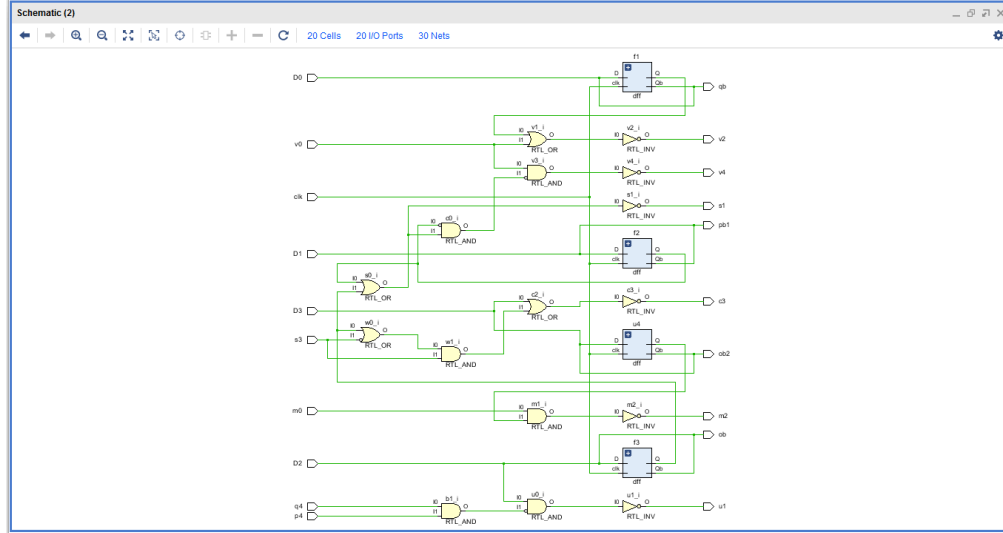 Schematic (2)
20 Cells 20 I/O Ports 30 Nets
f1
D0 D Q
clk Qb qb
dff
v1_i v2_i
I0 O I0 O v2
v0 I1
RTL_OR RTL_INV
v3_i v4_i
I0 O I0 O v4
I1
RTL_AND RTL_INV
clk
s1_i
I0 O s1
RTL_INV
c0_i
I0 O
I1
RTL_AND
pb1
f2
D1 D Q
clk Qb
dff
s0_i
I0 O
I1
RTL_OR
c2_i c3_i
D3 I0 O I0 O c3
I1
RTL_OR RTL_INV
w0_i
I0 O
s3 I1
RTL_OR
w1_i
I0 O
I1
RTL_AND
u4
D Q
clk Qb ob2
dff
m1_i m2_i
m0 I0 O I0 O m2
I1
RTL_AND RTL_INV
ob
f3
D2 D Q
clk Qb
dff
b1_i u0_i u1_i
q4 I0 O I0 O I0 O u1
p4 I1 I1
RTL_AND RTL_AND RTL_INV